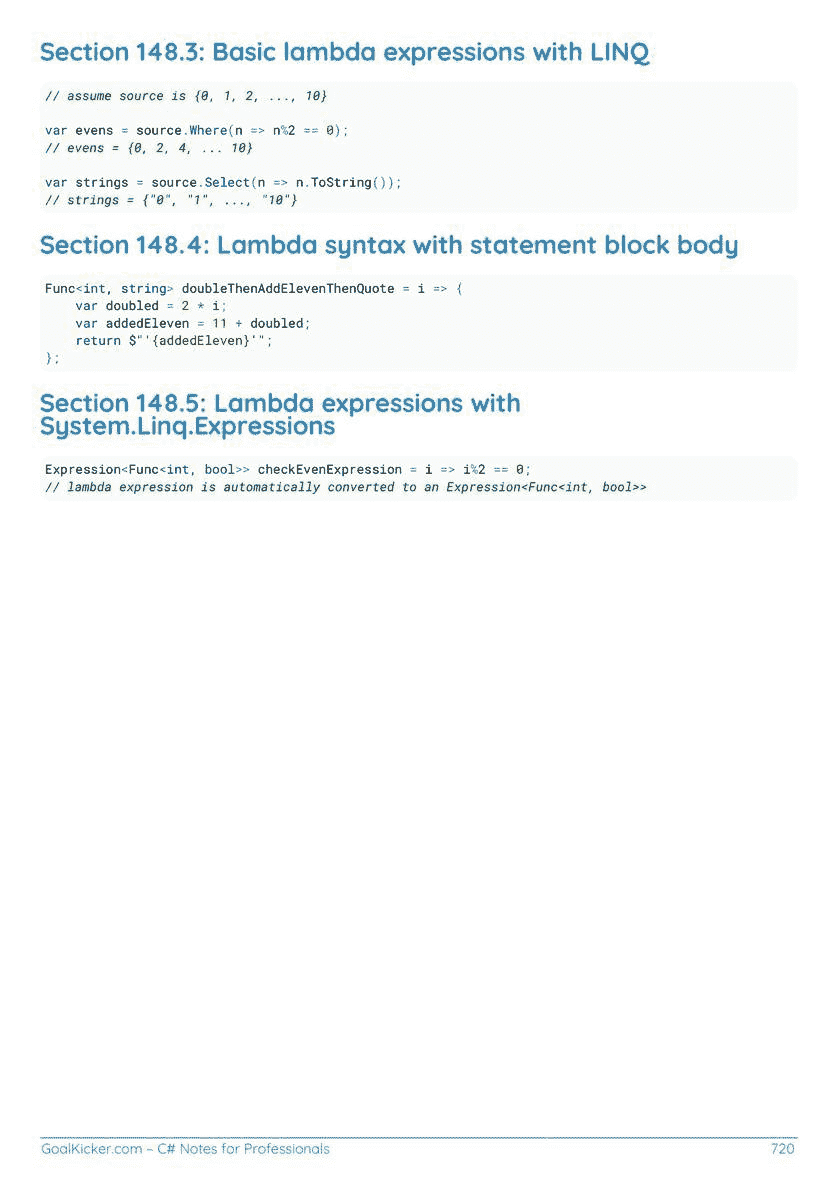 Section 148.3: Basic lambda expressions with LINQ
// assume source is {0, 1, 2, ..., 10}
var evens = source.Where(n => n%2 == 0);
// evens = {0, 2, 4, ... 10}
var strings = source.Select(n => n.ToString());
// strings = {"0", "1", ..., "10"}
Section 148.4: Lambda syntax with statement block body
Func<int, string> doubleThenAddElevenThenQuote = i => {
    var doubled = 2 * i;
    var addedEleven = 11 + doubled;
    return $"'{addedEleven}'";
};
Section 148.5: Lambda expressions with
System.Linq.Expressions
Expression<Func<int, bool>> checkEvenExpression = i => i%2 == 0;
// lambda expression is automatically converted to an Expression<Func<int, bool>>
GoalKicker.com – C# Notes for Professionals 720